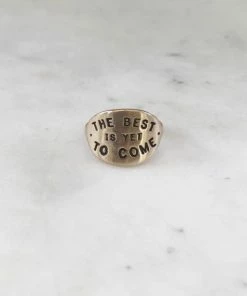 THE BEST
· IS YET ·
TO COME